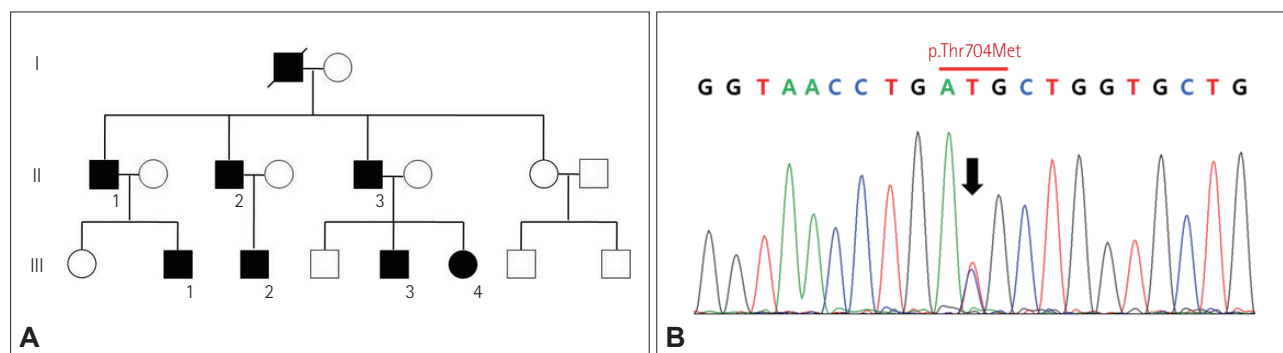 I
II
1
2
3
III
1
2
3
4
A
p.Thr704Met
G G T A A C C T G A T G C T G G T G C T G
B